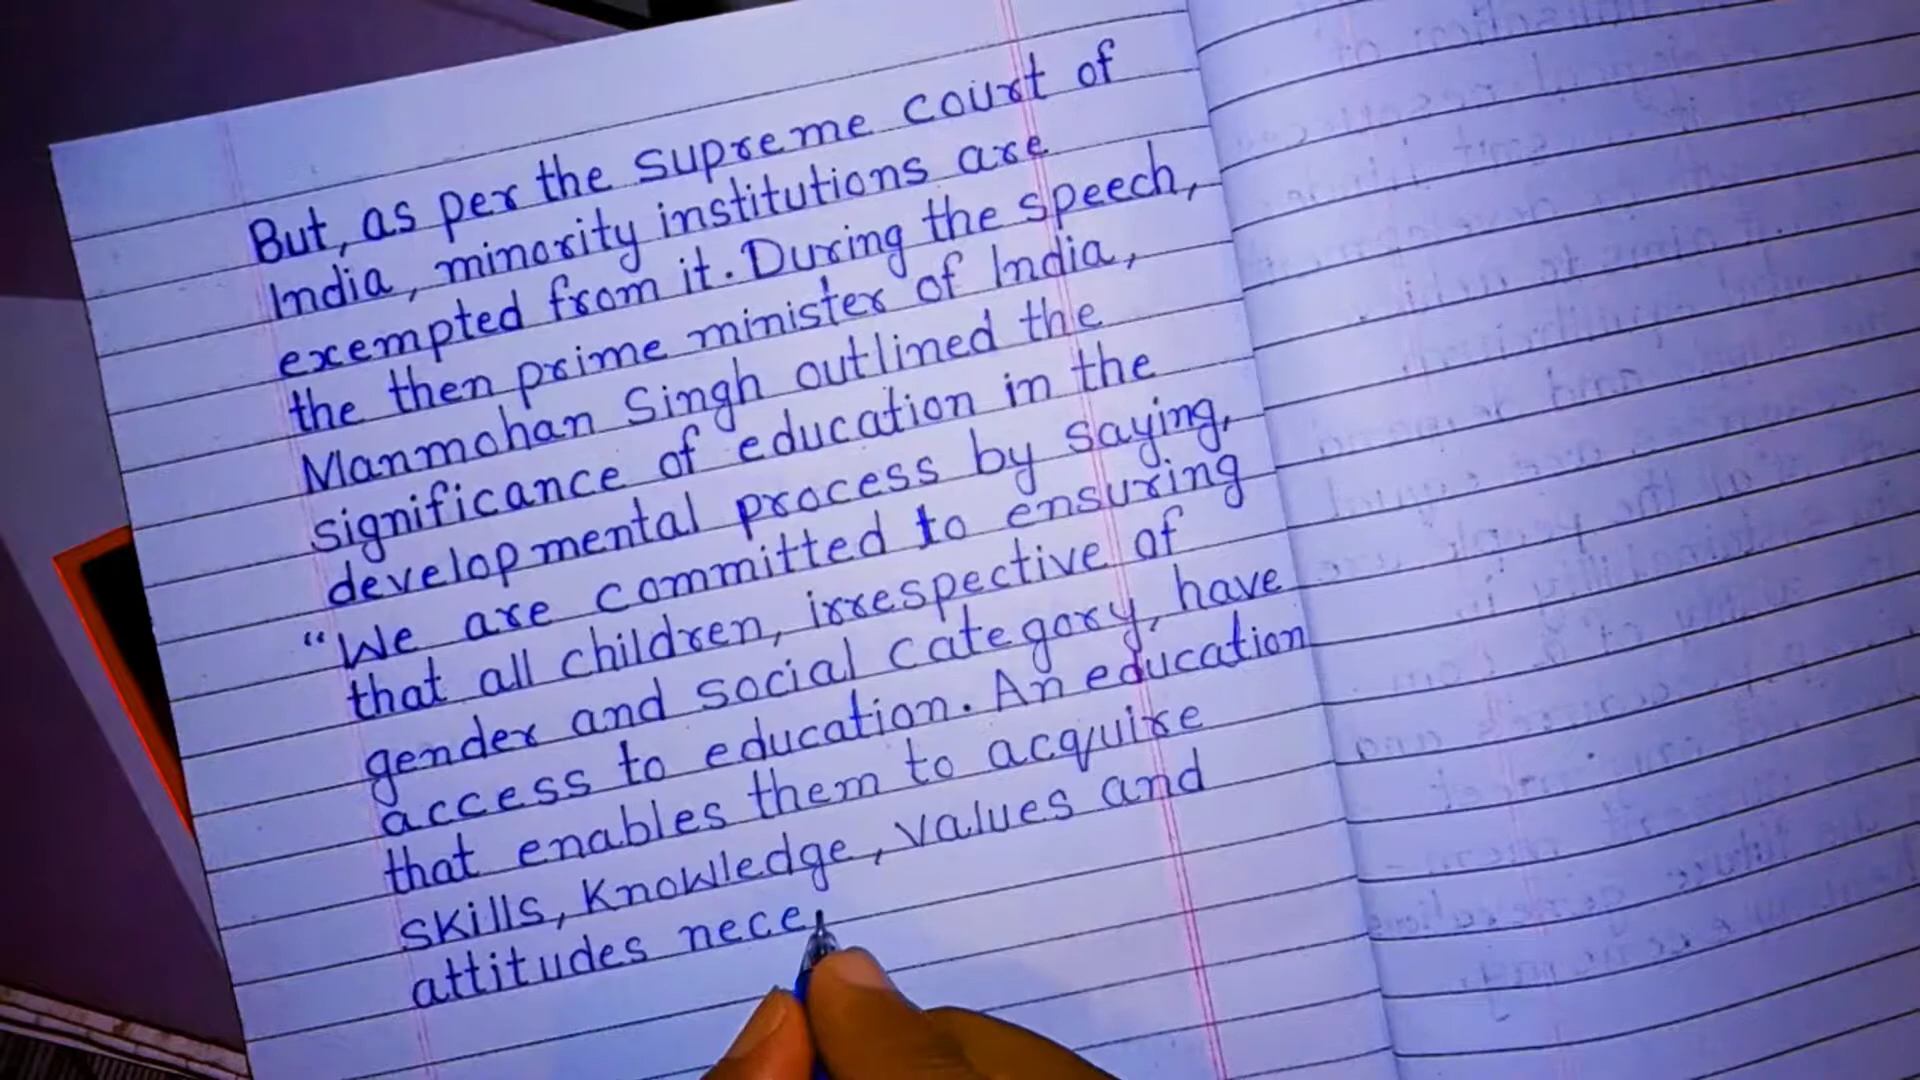 But, as per the supreme court of
India, minority institutions are
exempted from it. During the speech,
the then prime minister of India,
Manmohan Singh outlined the
significance of education in the
developmental process by saying,
"We are committed to ensuring
that all children, irrespective of
gender and social category, have
access to education. An education
that enables them to acquire
skills, knowledge, values and
attitudes nece